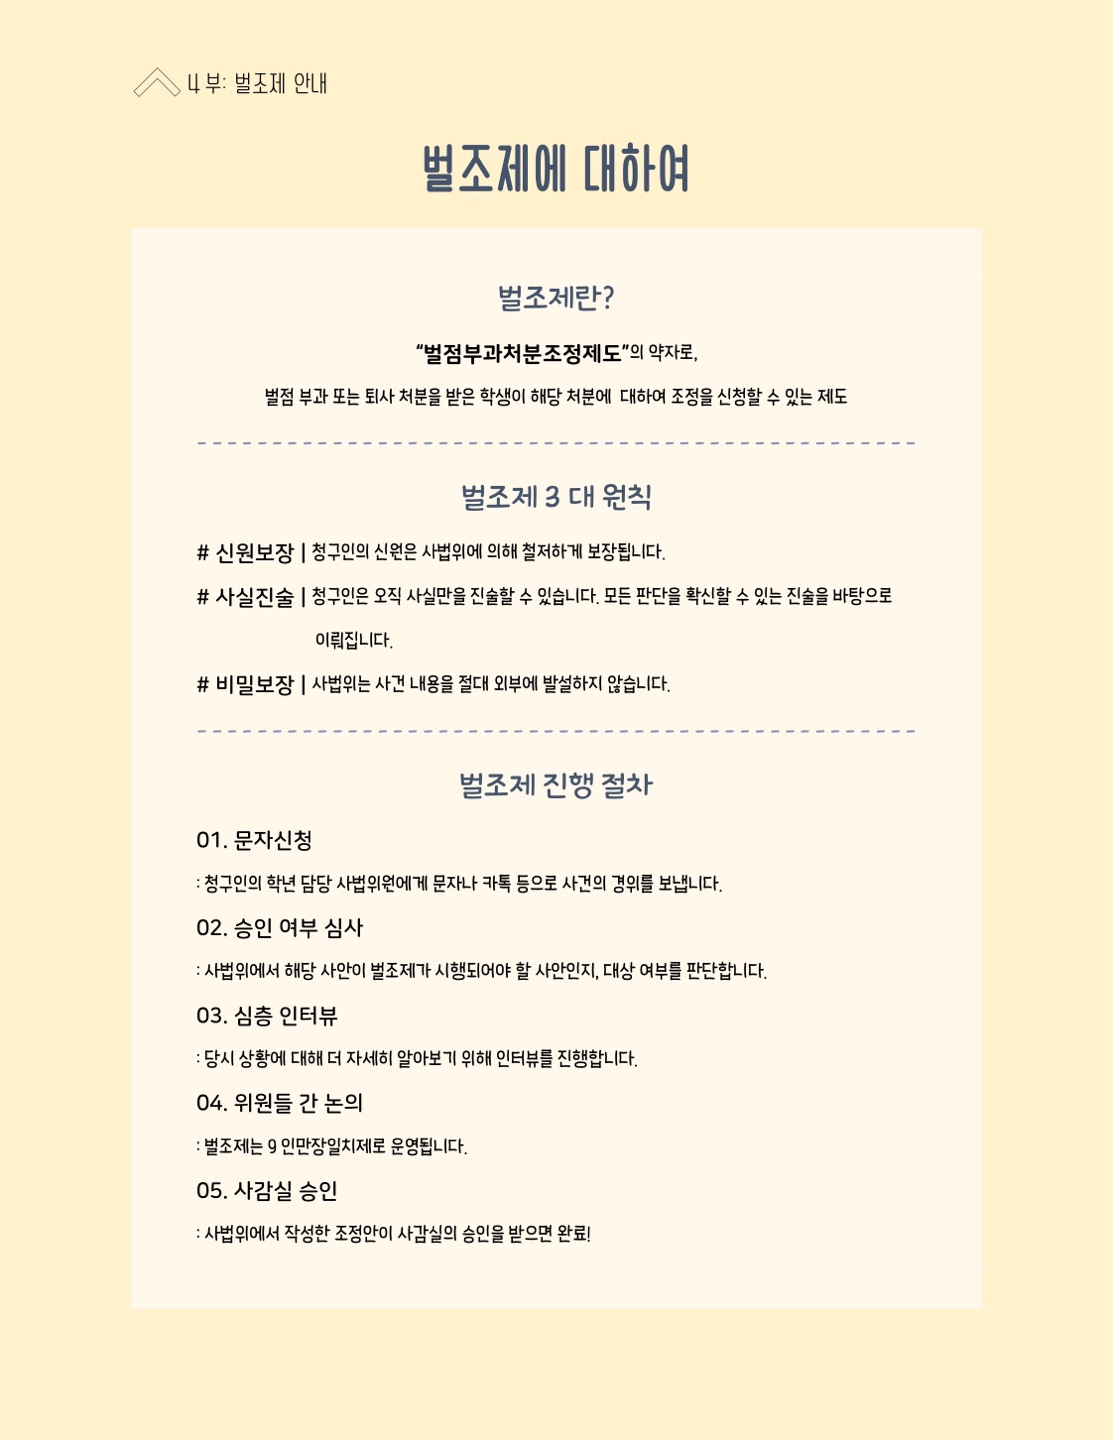 4부: 벌조제 안내
벌조제에 대하여
벌조제란?
“벌점부과처분조정제도”의 약자로,
벌점 부과 또는 퇴사 처분을 받은 학생이 해당 처분에 대하여 조정을 신청할 수 있는 제도
벌조제 3 대 원칙
# 신원보장 | 청구인의 신원은 사법위에 의해 철저하게 보장됩니다.
# 사실진술 | 청구인은 오직 사실만을 진술할 수 있습니다. 모든 판단을 확신할 수 있는 진술을 바탕으로
이뤄집니다.
# 비밀보장 | 사법위는 사건 내용을 절대 외부에 발설하지 않습니다.
벌조제 진행 절차
01. 문자신청
: 청구인의 학년 담당 사법위원에게 문자나 카톡 등으로 사건의 경위를 보냅니다.
02. 승인 여부 심사
: 사법위에서 해당 사안이 벌조제가 시행되어야 할 사안인지, 대상 여부를 판단합니다.
03. 심층 인터뷰
: 당시 상황에 대해 더 자세히 알아보기 위해 인터뷰를 진행합니다.
04. 위원들 간 논의
: 벌조제는 9 인만장일치제로 운영됩니다.
05. 사감실 승인
: 사법위에서 작성한 조정안이 사감실의 승인을 받으면 완료!